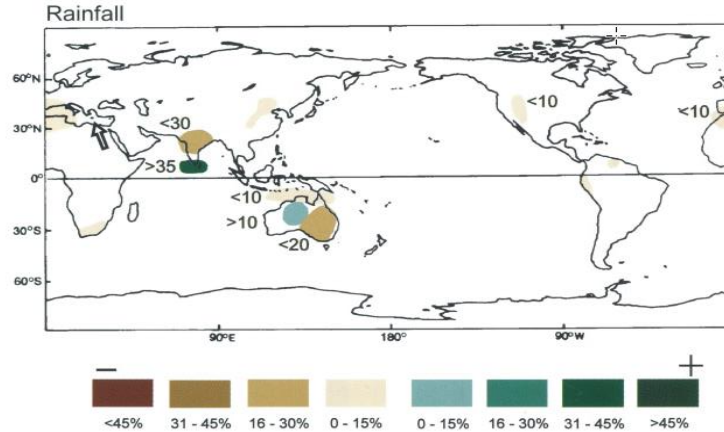 Rainfall
60°N
<10
<10
<30
30°N
>35
0°
<10
>10
30°S
<20
60°S
90°E 180° 90°W
− +
<45% 31 - 45% 16 - 30% 0 - 15% 0 - 15% 16 - 30% 31 - 45% >45%